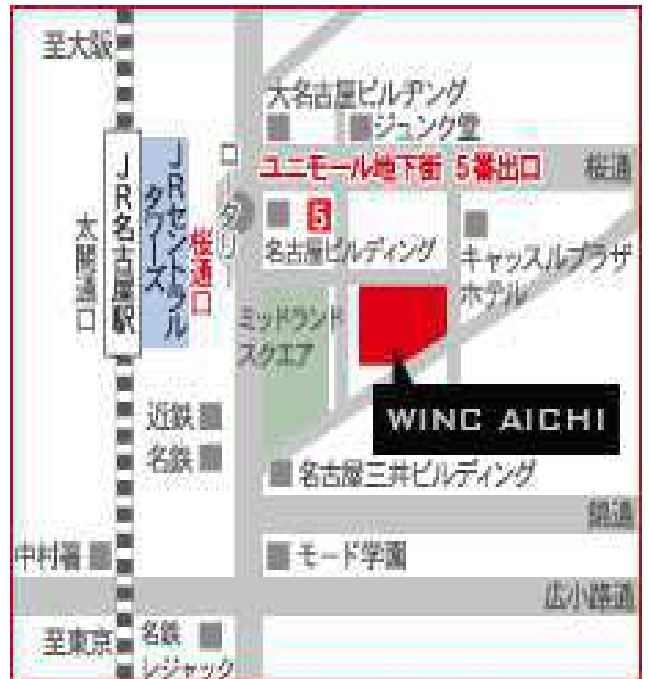 至大阪
大名古屋ビルヂング
ジュンク堂
ユニモール地下街 5番出口
桜通
JRセントラル
タワーズ
JR名古屋駅
太閤通口
桜通口
ロータリー
5
名古屋ビルディング
キャッスルプラザ
ホテル
ミッドランド
スクエア
WINC AICHI
近鉄
名鉄
名古屋三井ビルディング
錦通
中村署
モード学園
広小路通
至東京
名鉄
レジャック